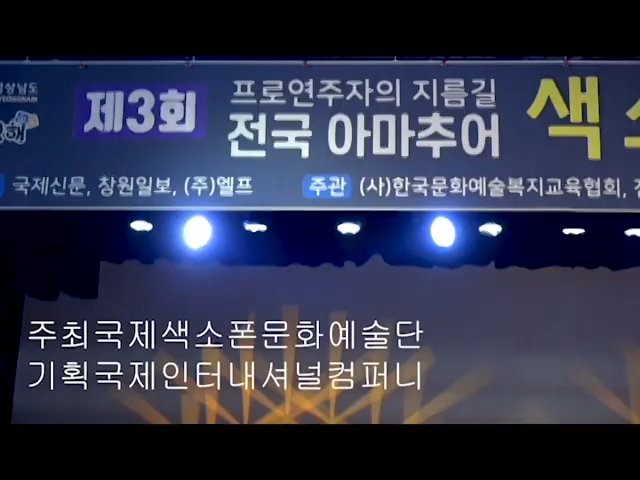 경상남도
제3회
프로연주자의 지름길
전국 아마추어
색
국제신문, 창원일보, (주)엘프
주관 (사)한국문화예술복지교육협회,
주최국제색소폰문화예술단
기획국제인터내셔널컴퍼니